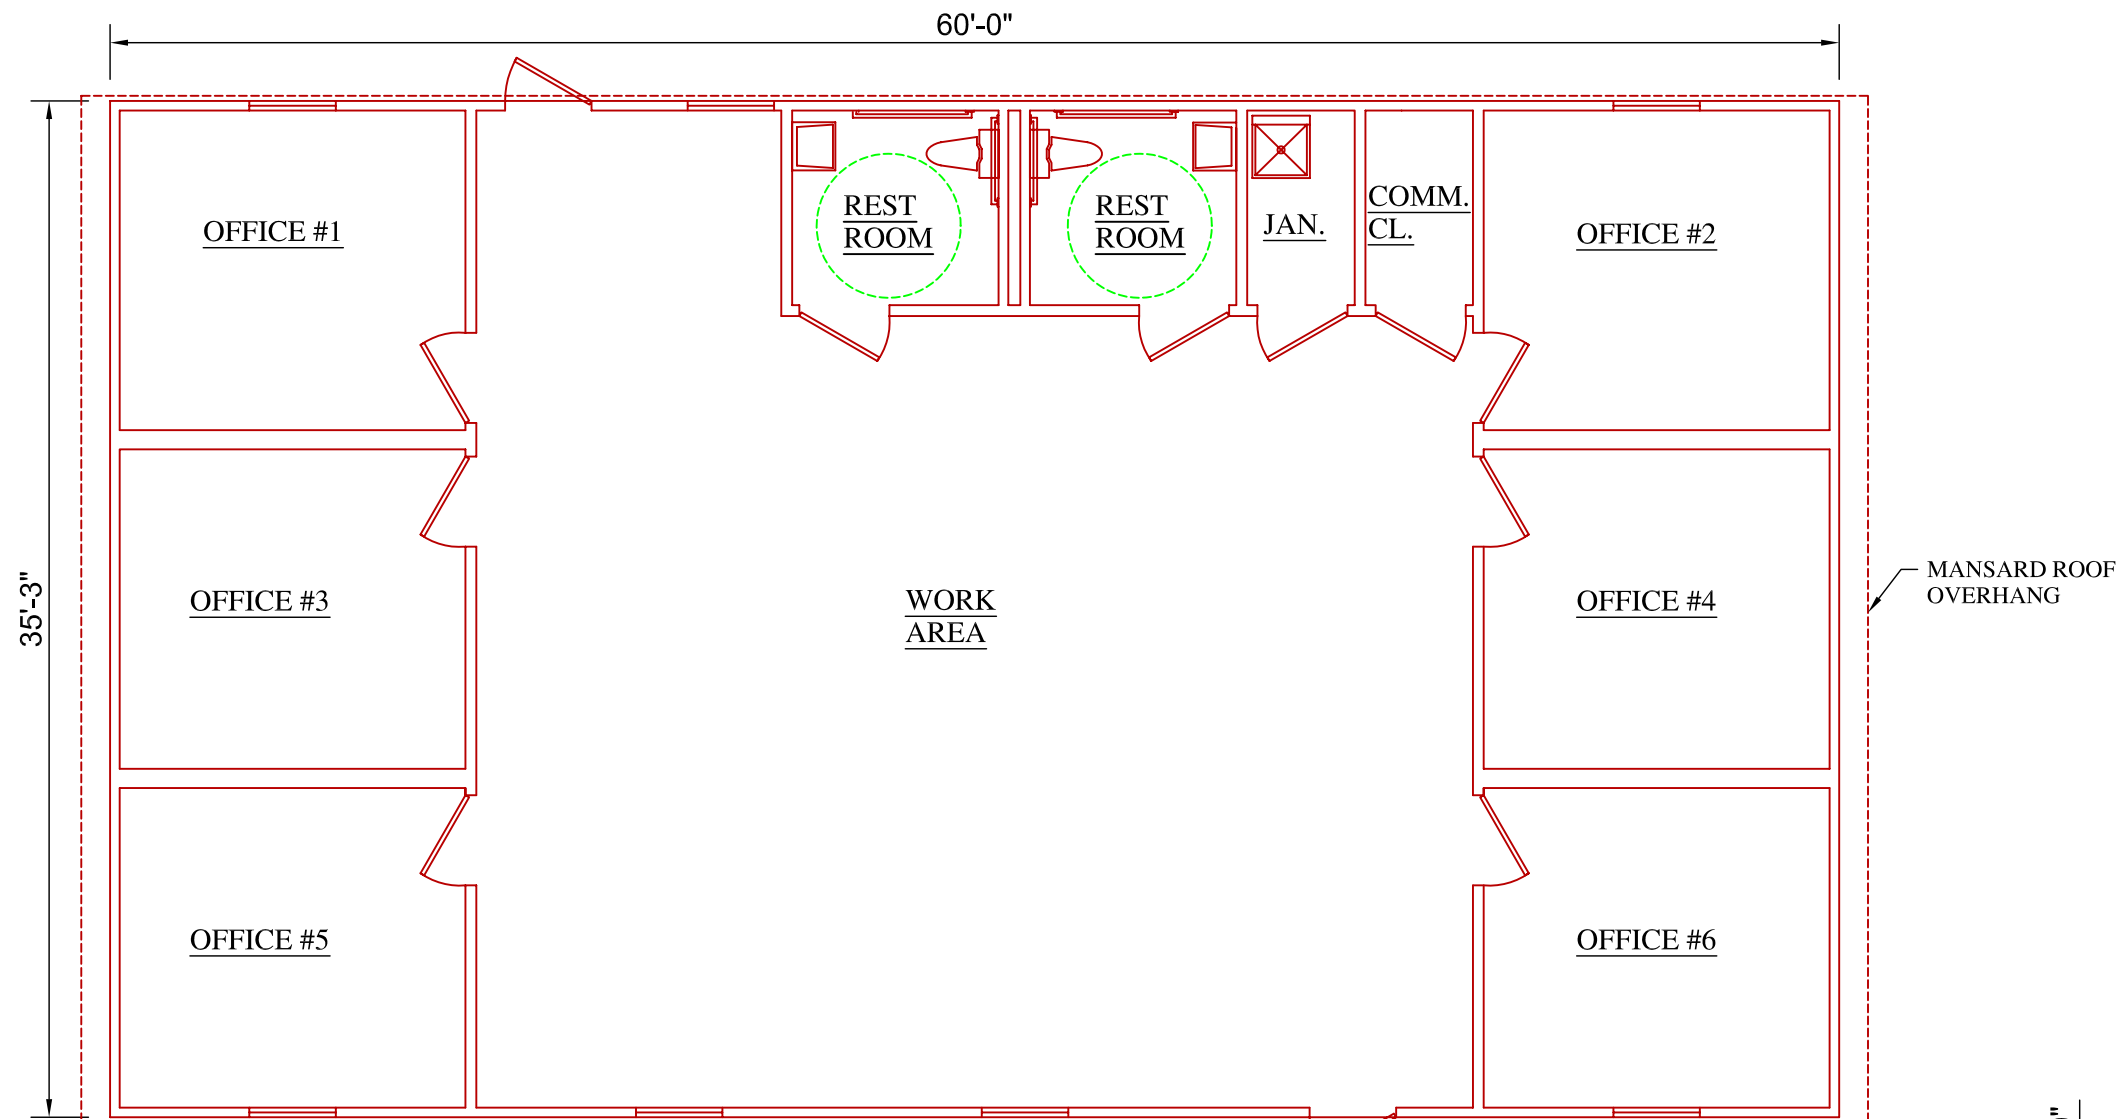 60'-0"
REST
ROOM
REST
ROOM
COMM.
CL.
JAN.
OFFICE #1
OFFICE #2
35'-3"
OFFICE #3
WORK
AREA
OFFICE #4
MANSARD ROOF
OVERHANG
OFFICE #5
OFFICE #6